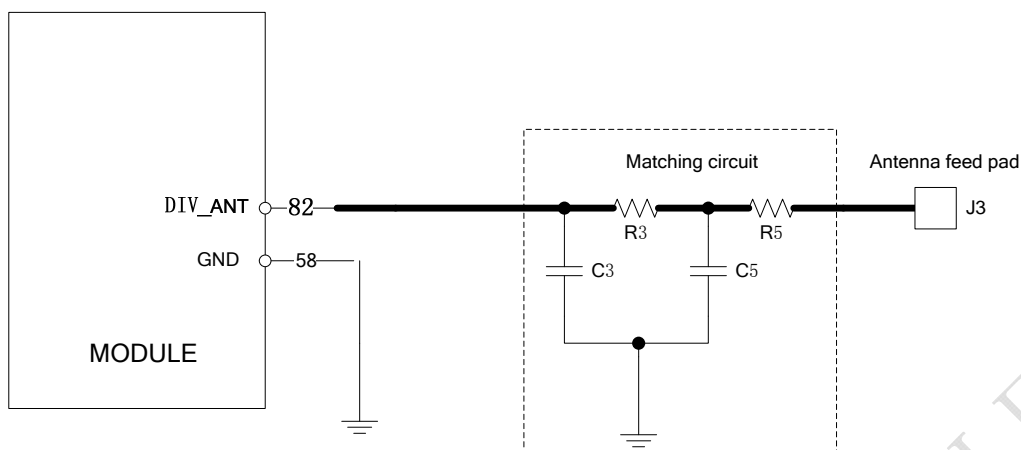 Matching circuit
Antenna feed pad
DIV_ANT
82
J3
R3
R5
GND
58
C3
C5
MODULE